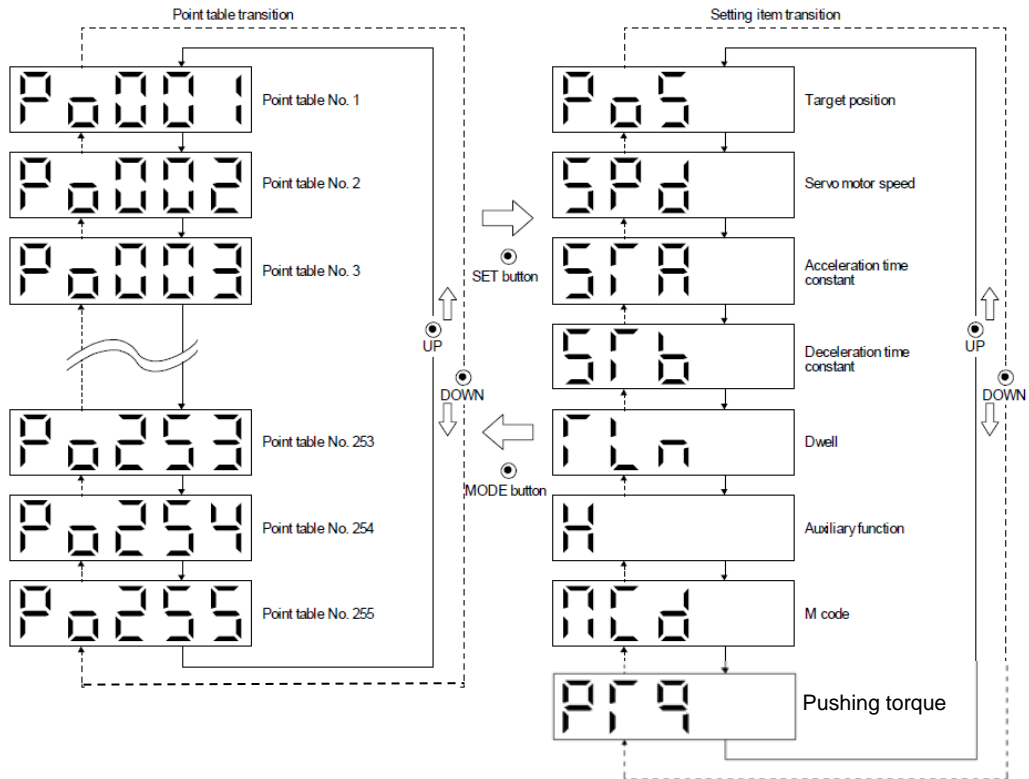 Point table transition
Po001
Point table No. 1
Po002
Point table No. 2
Po003
Point table No. 3
Po253
Point table No. 253
Po254
Point table No. 254
Po255
Point table No. 255
UP
DOWN
SET button
MODE button
Setting item transition
PoS
Target position
SPd
Servo motor speed
STA
Acceleration time
constant
STb
Deceleration time
constant
TLn
Dwell
H
Auxiliary function
MCd
M code
PTq
Pushing torque
UP
DOWN